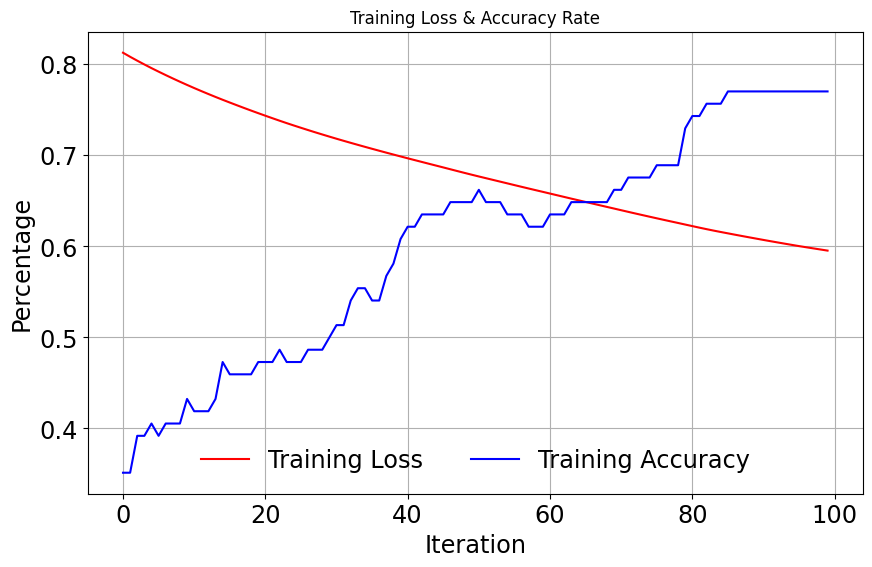 Training Loss & Accuracy Rate
0.8
0.7
0.6
0.5
0.4
Percentage
Training Loss
Training Accuracy
0 20 40 60 80 100
Iteration